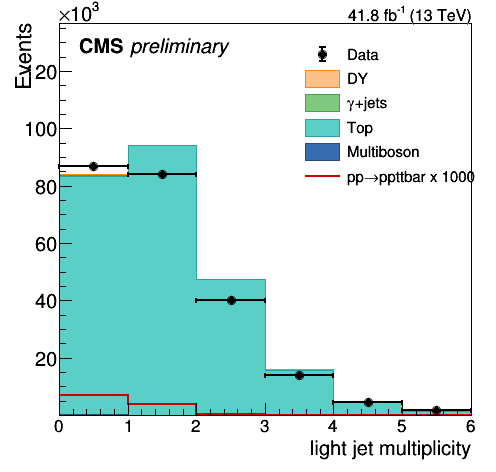 ×10³
41.8 fb⁻¹ (13 TeV)
Events
CMS preliminary
Data
DY
γ+jets
Top
Multiboson
pp→ppttbar x 1000
120
100
80
60
40
20
0 1 2 3 4 5 6
light jet multiplicity